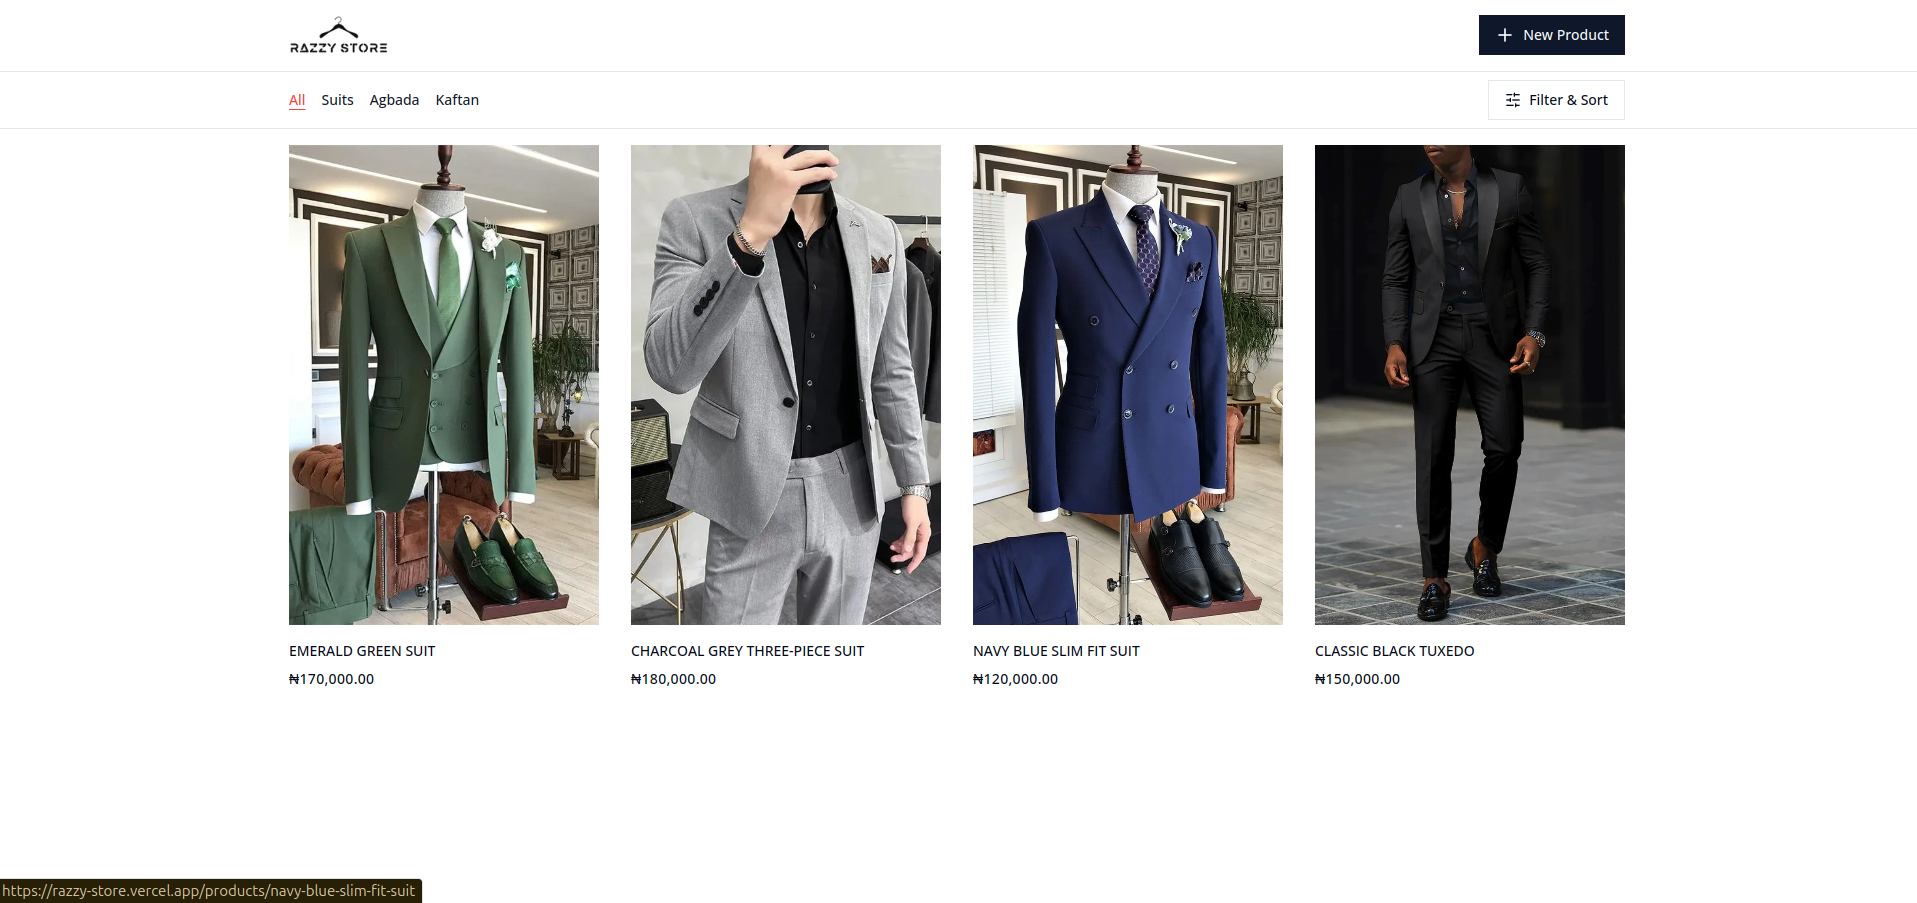 RAZZY STORE
New Product
All Suits Agbada Kaftan
Filter & Sort
EMERALD GREEN SUIT
₦170,000.00
CHARCOAL GREY THREE-PIECE SUIT
₦180,000.00
NAVY BLUE SLIM FIT SUIT
₦120,000.00
CLASSIC BLACK TUXEDO
₦150,000.00
https://razzy-store.vercel.app/products/navy-blue-slim-fit-suit